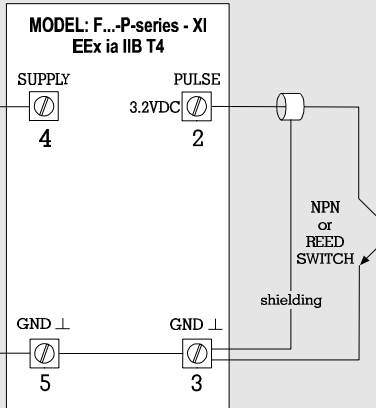 MODEL: F...-P-series - XI
EEx ia IIB T4
SUPPLY
PULSE
3.2VDC
4
2
NPN
or
REED
SWITCH
shielding
GND ⊥
GND ⊥
5
3